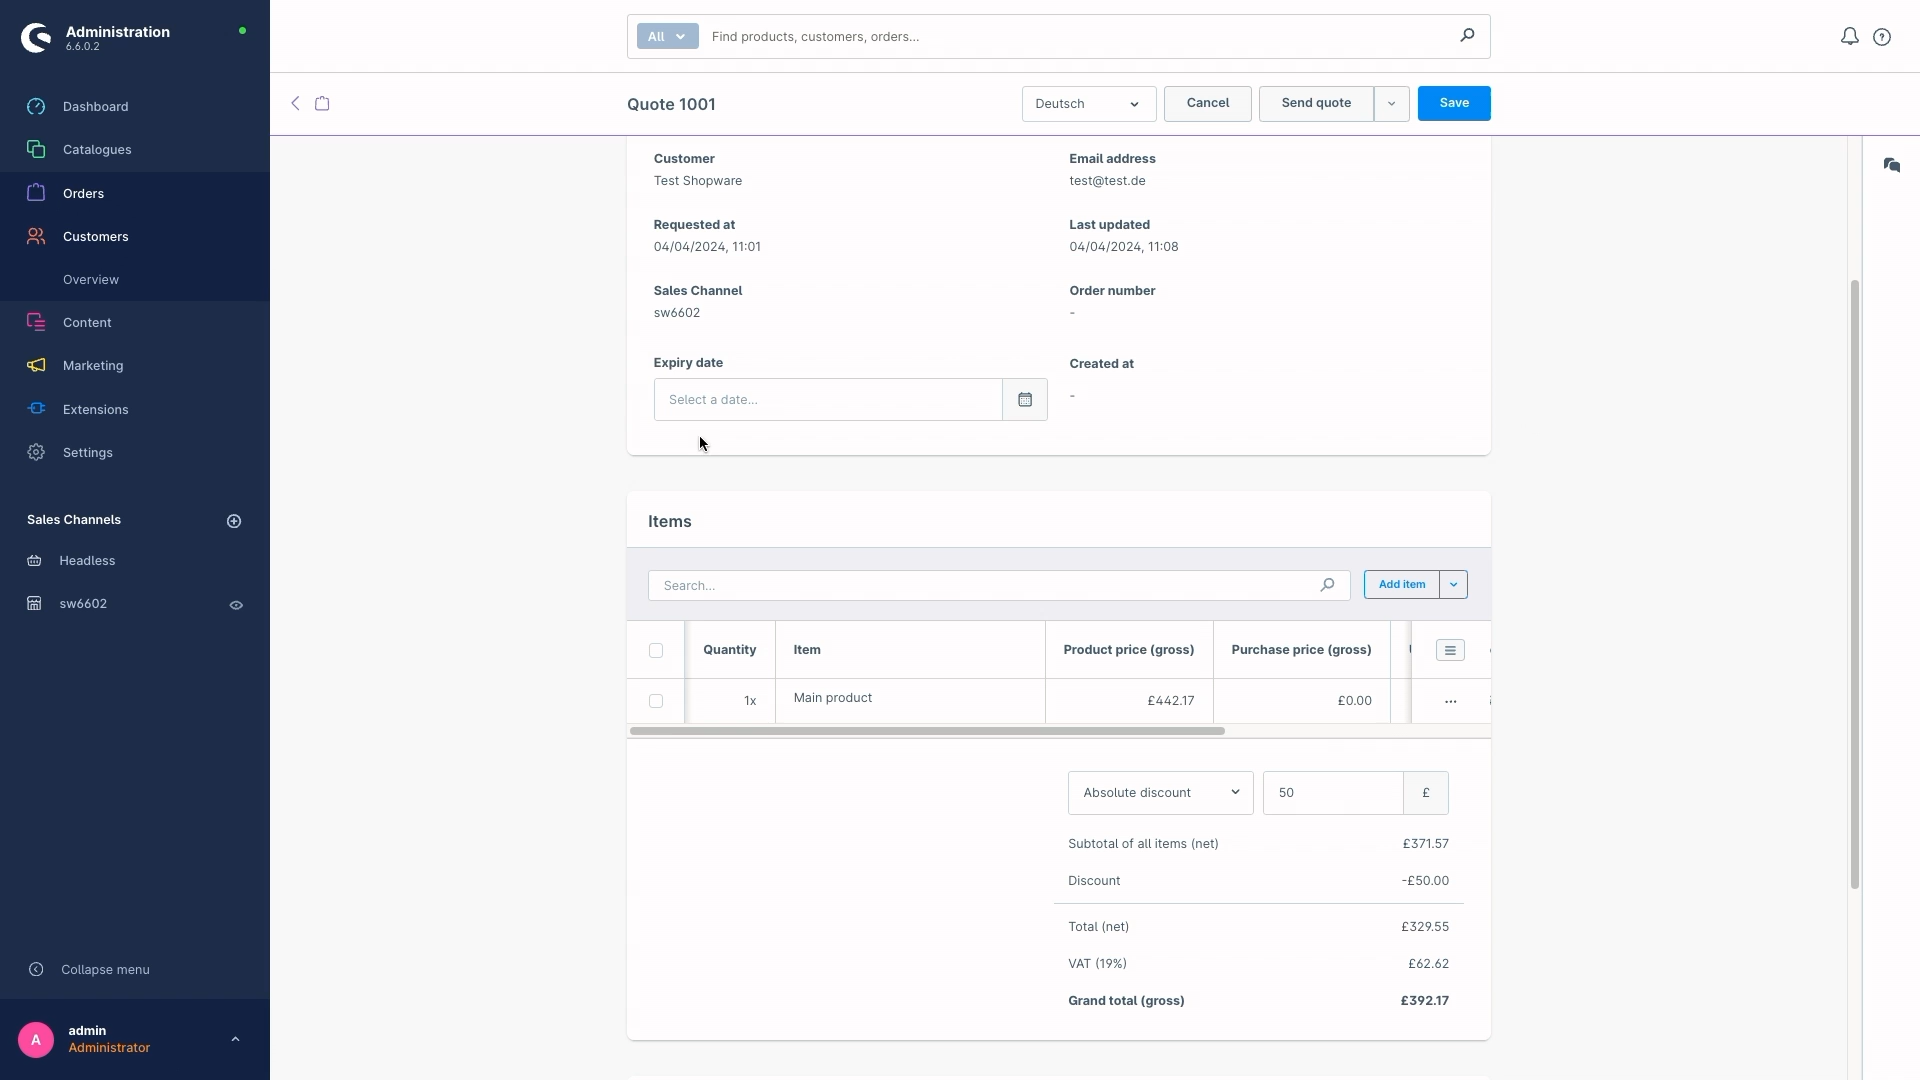 Administration
6.6.0.2
All
Find products, customers, orders...
Dashboard
Catalogues
Orders
Customers
Overview
Content
Marketing
Extensions
Settings
Sales Channels
Headless
sw6602
Collapse menu
A
admin
Administrator
Quote 1001
Deutsch
Cancel
Send quote
Save
Customer
Email address
Test Shopware
test@test.de
Requested at
Last updated
04/04/2024, 11:01
04/04/2024, 11:08
Sales Channel
Order number
sw6602
-
Expiry date
Created at
Select a date...
-
Items
Search...
Add item
Quantity
Item
Product price (gross)
Purchase price (gross)
1x
Main product
£442.17
£0.00
Absolute discount
50
£
Subtotal of all items (net)
£371.57
Discount
-£50.00
Total (net)
£329.55
VAT (19%)
£62.62
Grand total (gross)
£392.17